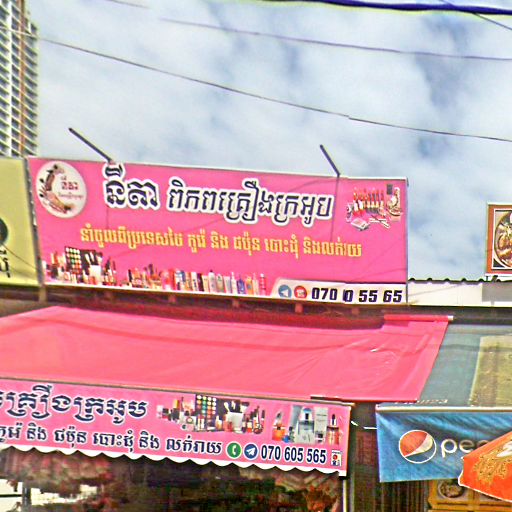 នីតា ពិភពគ្រឿងក្រអូប
នាំចូលពីប្រទេសថៃ កូរ៉េ និង ជប៉ុន បោះដុំ និងលក់រាយ
070 0 55 65
គ្រឿងក្រអូប
កូរ៉េ និង ជប៉ុន បោះដុំ និង លក់រាយ 070 605 565